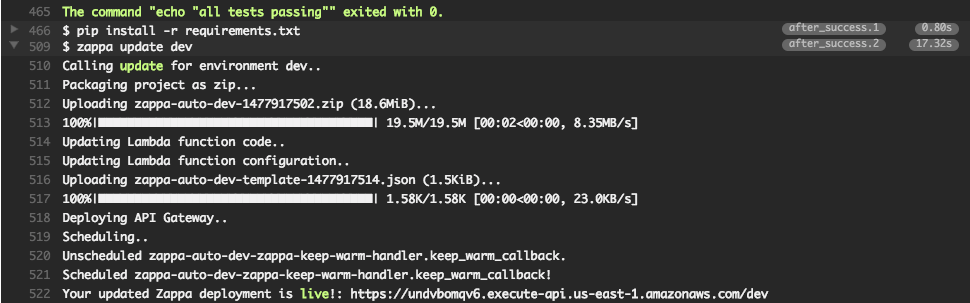 465 The command "echo "all tests passing"" exited with 0.
466 $ pip install -r requirements.txt after_success.1 0.80s
509 $ zappa update dev after_success.2 17.32s
510 Calling update for environment dev..
511 Packaging project as zip...
512 Uploading zappa-auto-dev-1477917502.zip (18.6MiB)...
513 100%| | 19.5M/19.5M [00:02<00:00, 8.35MB/s]
514 Updating Lambda function code..
515 Updating Lambda function configuration..
516 Uploading zappa-auto-dev-template-1477917514.json (1.5KiB)...
517 100%| | 1.58K/1.58K [00:00<00:00, 23.0KB/s]
518 Deploying API Gateway..
519 Scheduling..
520 Unscheduled zappa-auto-dev-zappa-keep-warm-handler.keep_warm_callback.
521 Scheduled zappa-auto-dev-zappa-keep-warm-handler.keep_warm_callback!
522 Your updated Zappa deployment is live!: https://undvbomqv6.execute-api.us-east-1.amazonaws.com/dev